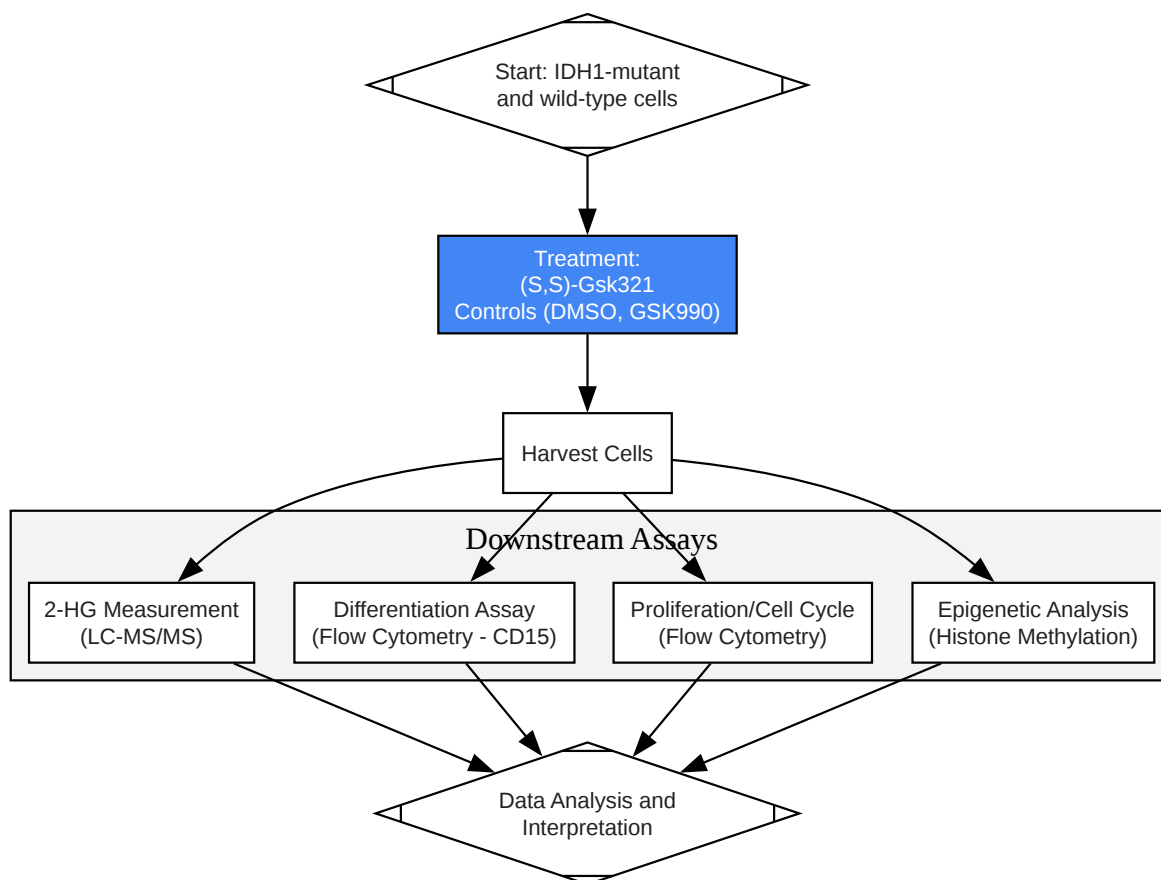 Start: IDH1-mutant
and wild-type cells
Treatment:
(S,S)-Gsk321
Controls (DMSO, GSK990)
Harvest Cells
Downstream Assays
2-HG Measurement
(LC-MS/MS)
Differentiation Assay
(Flow Cytometry - CD15)
Proliferation/Cell Cycle
(Flow Cytometry)
Epigenetic Analysis
(Histone Methylation)
Data Analysis and
Interpretation